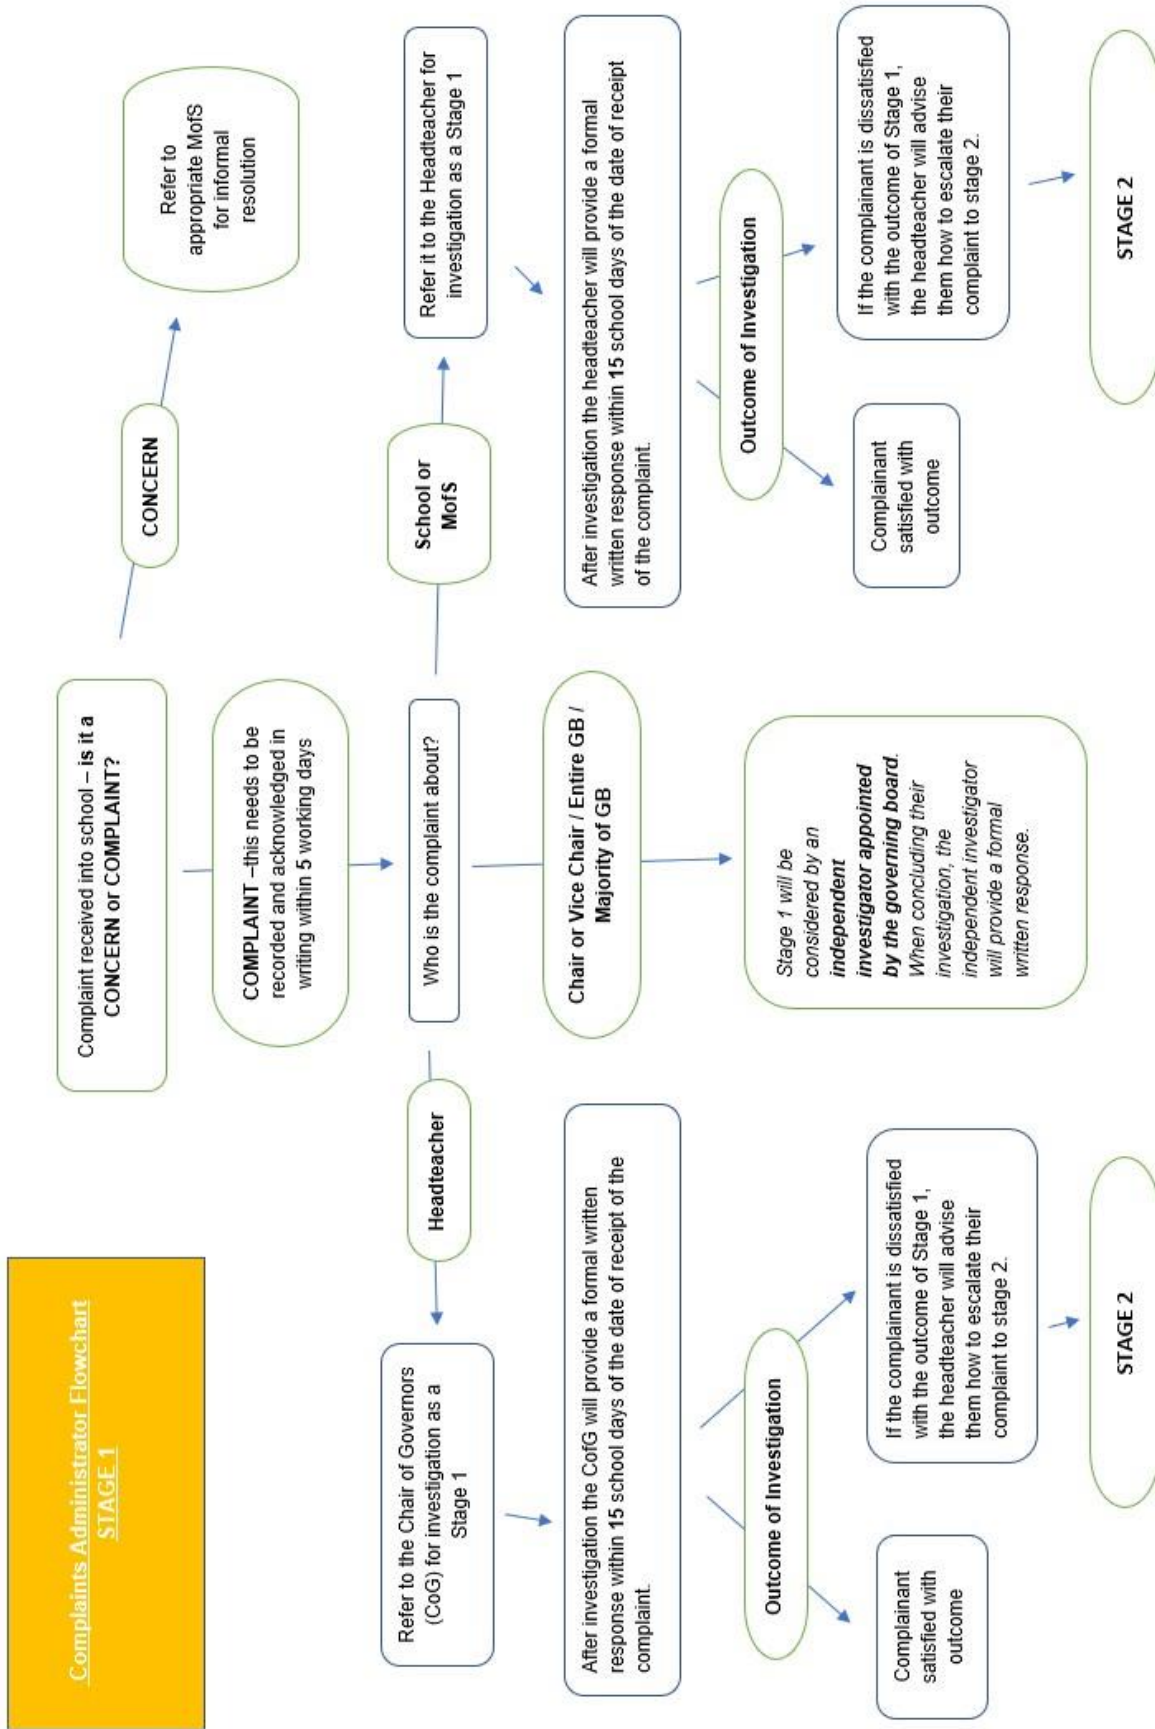 Complaints Administrator Flowchart
STAGE 1
Complaint received into school – is it a
CONCERN or COMPLAINT?
CONCERN
Refer to
appropriate MofS
for informal
resolution
COMPLAINT –this needs to be
recorded and acknowledged in
writing within 5 working days
Who is the complaint about?
Headteacher
Refer to the Chair of Governors
(CoG) for investigation as a
Stage 1
After investigation the CofG will provide a formal written
response within 15 school days of the date of receipt of the
complaint.
Outcome of Investigation
Complainant
satisfied with
outcome
If the complainant is dissatisfied
with the outcome of Stage 1,
the headteacher will advise
them how to escalate their
complaint to stage 2.
STAGE 2
Chair or Vice Chair / Entire GB /
Majority of GB
Stage 1 will be
considered by an
independent
investigator appointed
by the governing board.
When concluding their
investigation, the
independent investigator
will provide a formal
written response.
School or
MofS
Refer it to the Headteacher for
investigation as a Stage 1
After investigation the headteacher will provide a formal
written response within 15 school days of the date of receipt
of the complaint.
Outcome of Investigation
Complainant
satisfied with
outcome
If the complainant is dissatisfied
with the outcome of Stage 1,
the headteacher will advise
them how to escalate their
complaint to stage 2.
STAGE 2